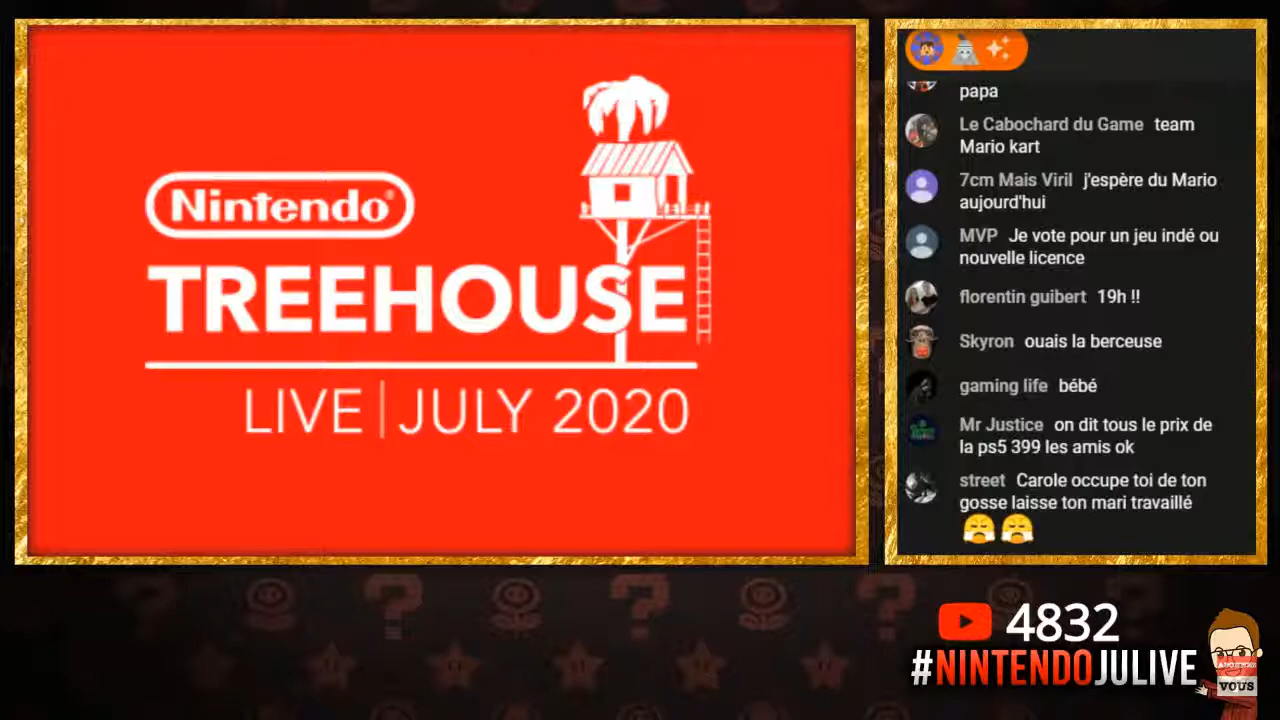 Nintendo®
TREEHOUSE
LIVE | JULY 2020
papa
Le Cabochard du Game team
Mario kart
7cm Mais Viril j'espère du Mario
aujourd'hui
MVP Je vote pour un jeu indé ou
nouvelle licence
florentin guibert 19h !!
Skyron ouais la berceuse
gaming life bébé
Mr Justice on dit tous le prix de
la ps5 399 les amis ok
street Carole occupe toi de ton
gosse laisse ton mari travaillé
4832
#NINTENDOJULIVE
VOUS